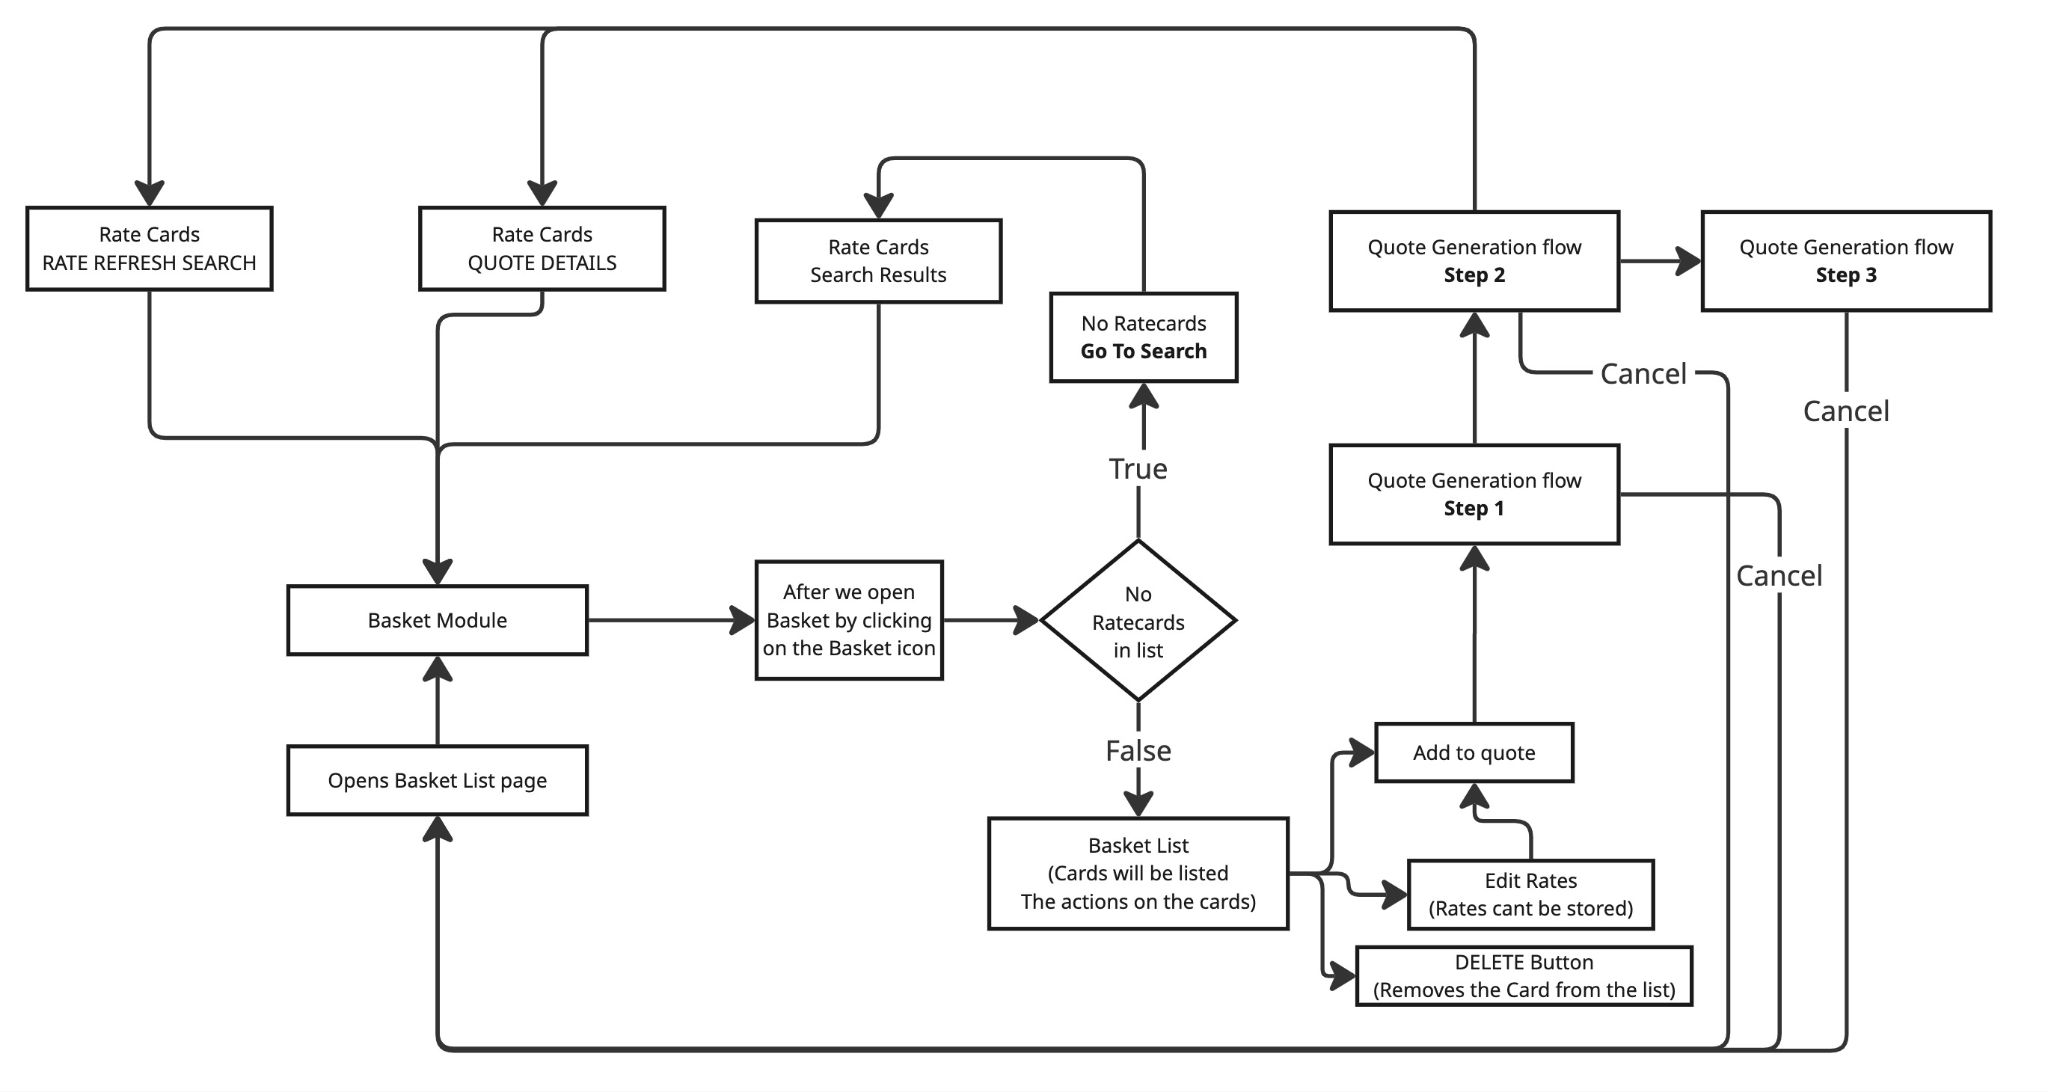 Rate Cards
RATE REFRESH SEARCH
Rate Cards
QUOTE DETAILS
Rate Cards
Search Results
No Ratecards
Go To Search
Quote Generation flow
Step 2
Quote Generation flow
Step 3
Cancel
Cancel
True
Quote Generation flow
Step 1
Cancel
Basket Module
After we open
Basket by clicking
on the Basket icon
No
Ratecards
in list
False
Opens Basket List page
Add to quote
Basket List
(Cards will be listed
The actions on the cards)
Edit Rates
(Rates cant be stored)
DELETE Button
(Removes the Card from the list)